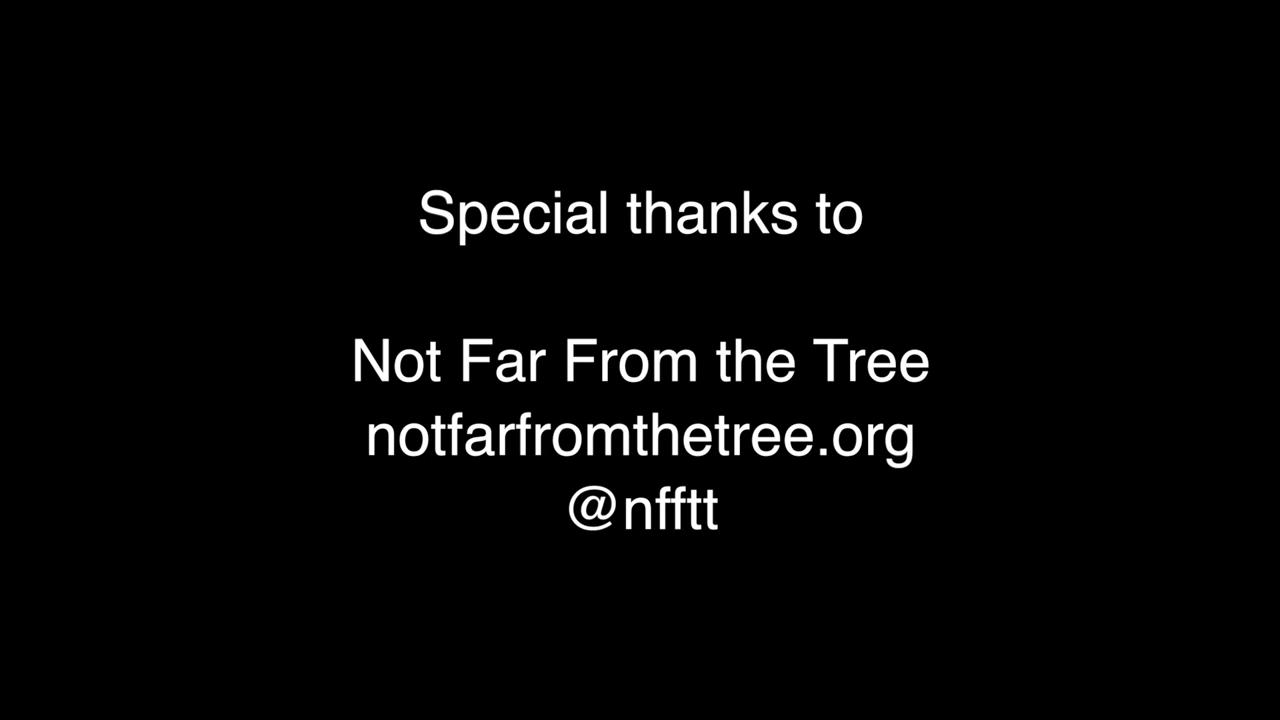 Special thanks to
Not Far From the Tree
notfarfromthetree.org
@nfftt